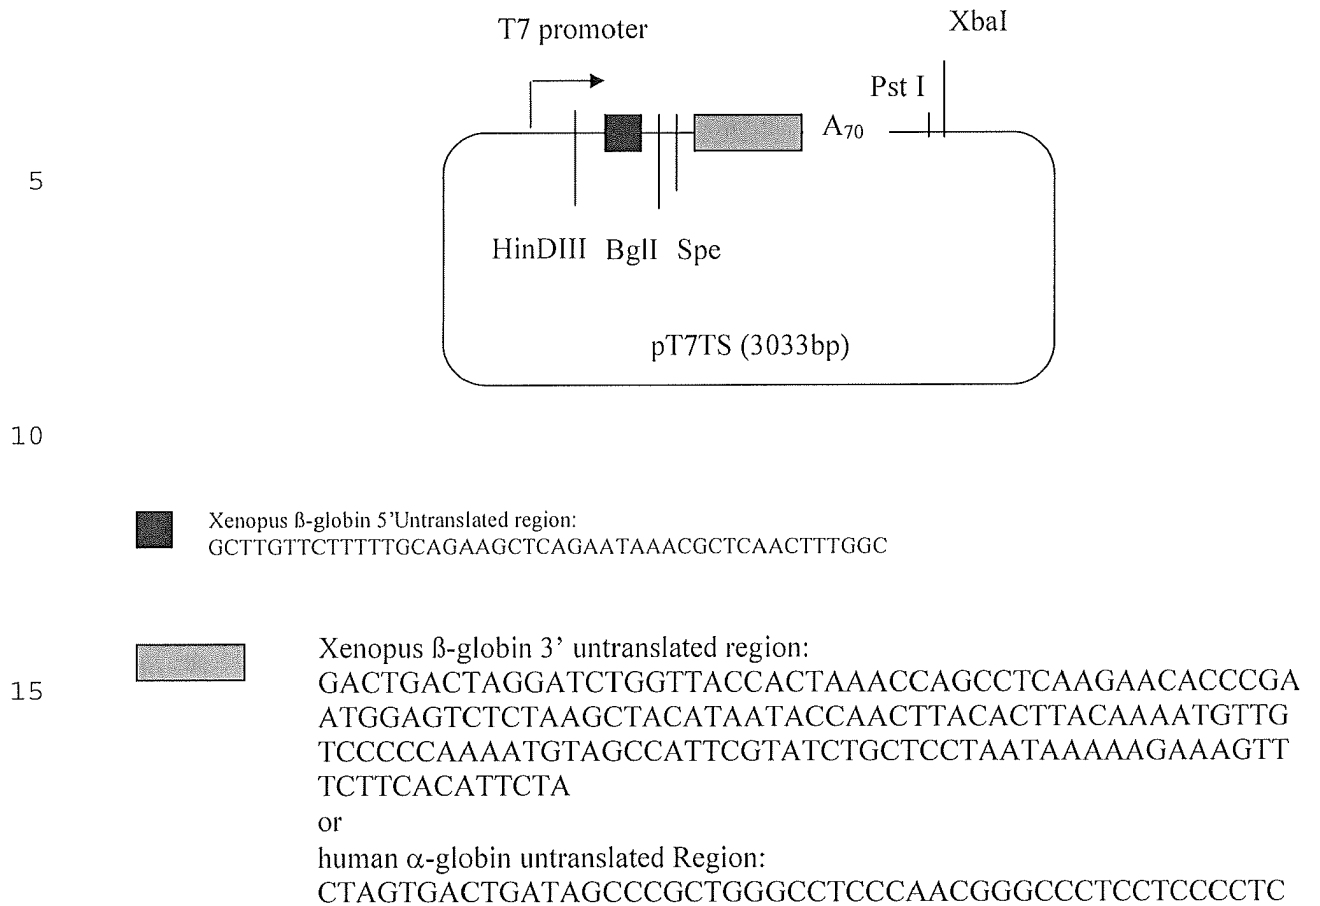 T7 promoter
XbaI
Pst I
A70
5
HinDIII BglI Spe
pT7TS (3033bp)
10
Xenopus ß-globin 5'Untranslated region:
GCTTGTTCTTTTTGCAGAAGCTCAGAATAAACGCTCAACTTTGGC
Xenopus ß-globin 3' untranslated region:
15
GACTGACTAGGATCTGGTTACCACTAAACCAGCCTCAAGAACACCCGA
ATGGAGTCTCTAAGCTACATAATACCAACTTACACTTACAAAATGTTG
TCCCCCAAAATGTAGCCATTCGTATCTGCTCCTAATAAAAAGAAAGTT
TCTTCACATTCTA
or
human α-globin untranslated Region:
CTAGTGACTGATAGCCCGCTGGGCCTCCCAACGGGCCCTCCTCCCCTC